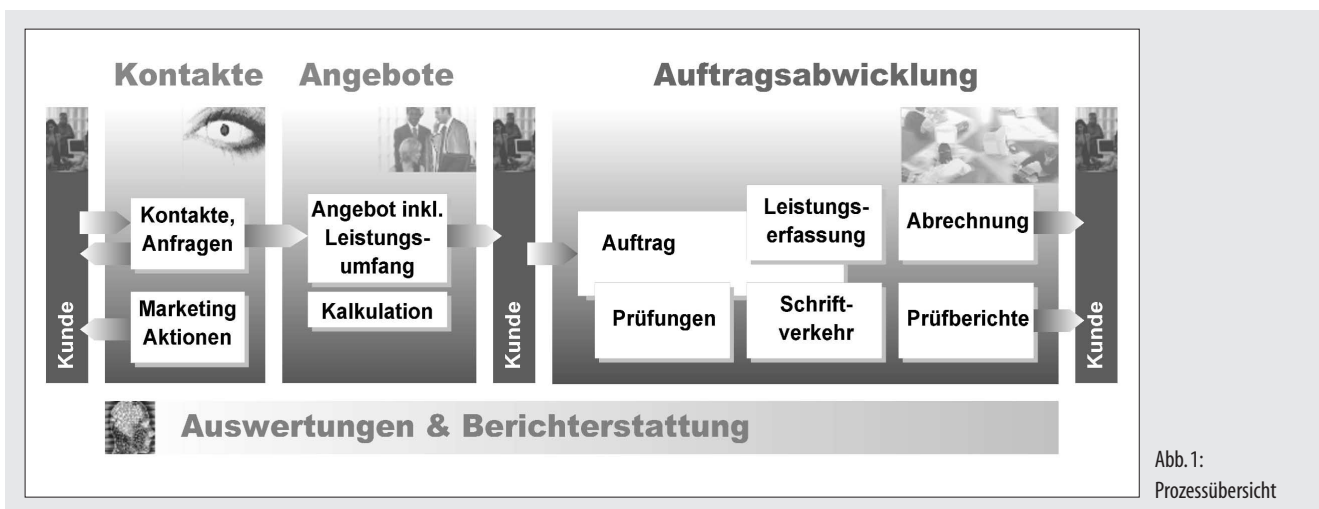 Kontakte
Angebote
Auftragsabwicklung
Kunde
Kontakte,
Anfragen
Marketing
Aktionen
Angebot inkl.
Leistungs-
umfang
Kalkulation
Kunde
Auftrag
Prüfungen
Leistungs-
erfassung
Schrift-
verkehr
Abrechnung
Prüfberichte
Kunde
Auswertungen & Berichterstattung
Abb. 1:
Prozessübersicht